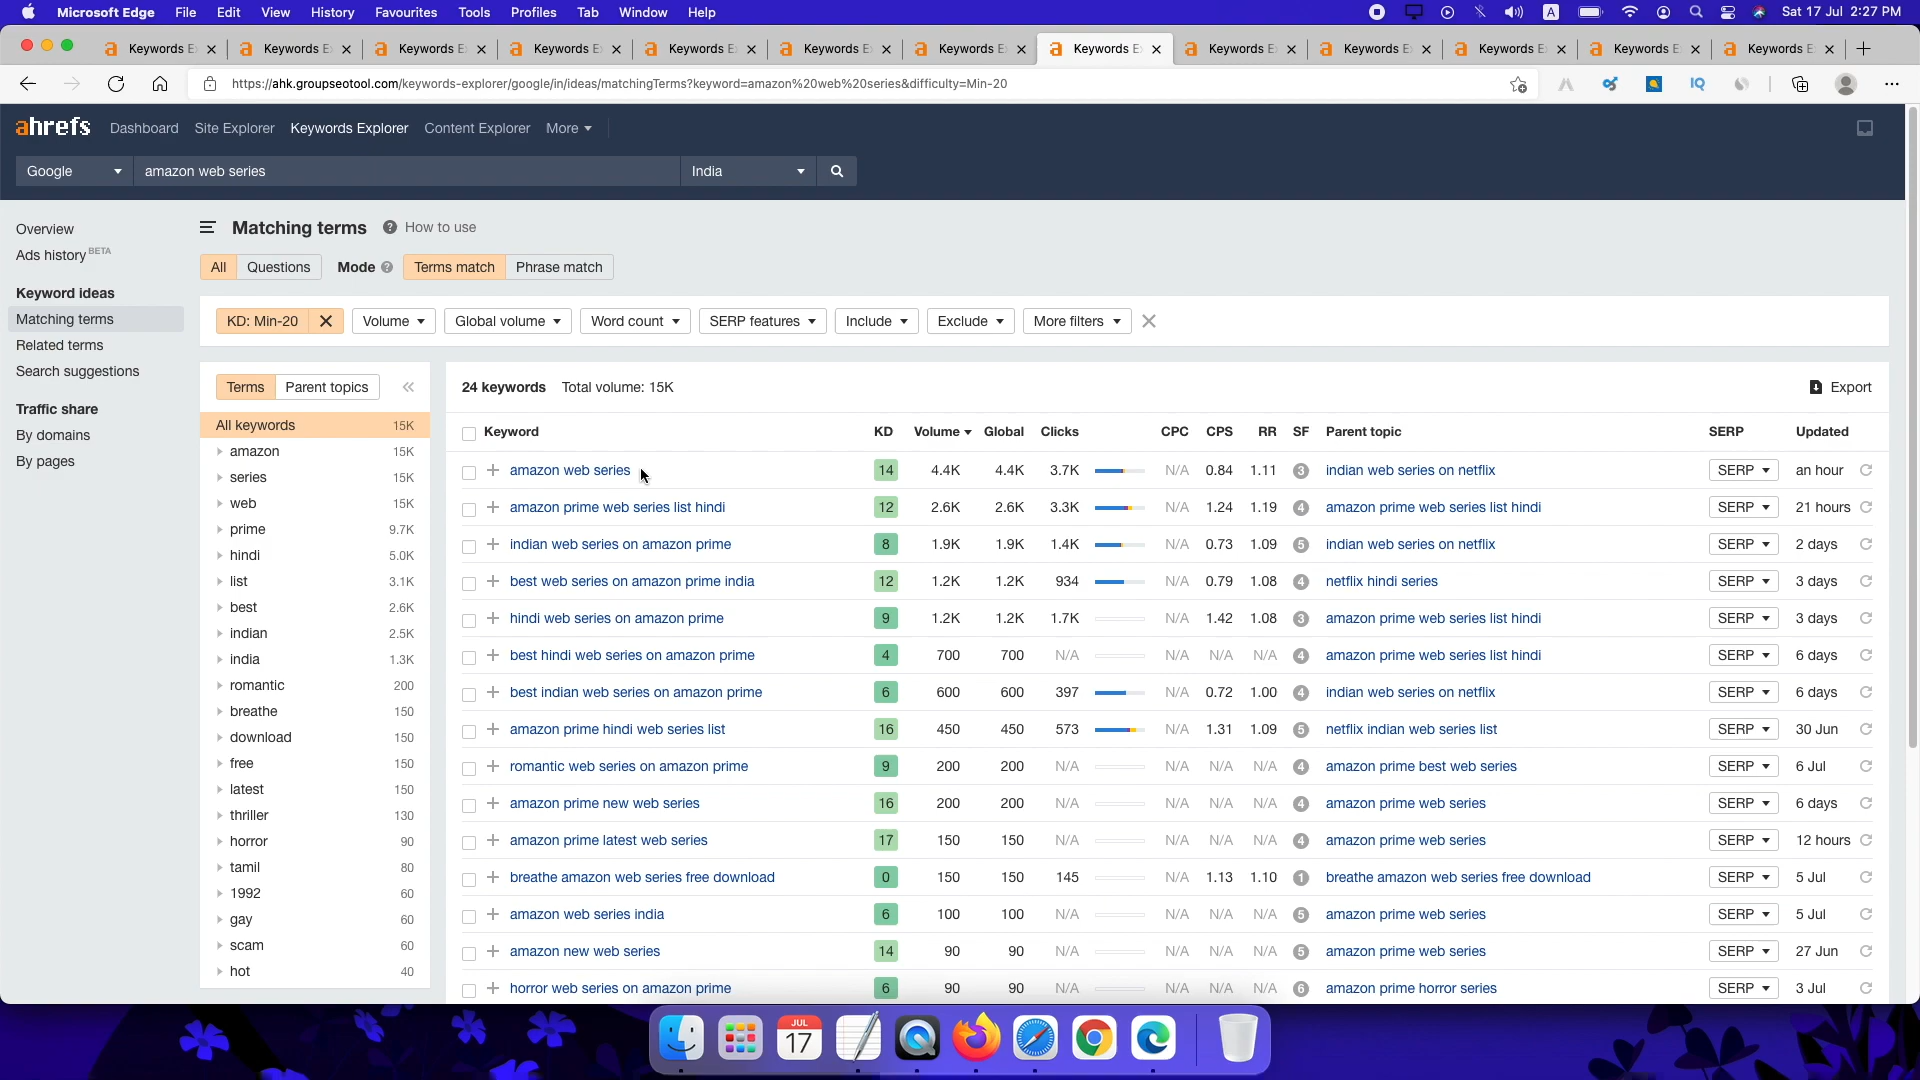 Microsoft Edge File Edit View History Favourites Tools Profiles Tab Window Help A Sat 17 Jul 2:27 PM
Keywords E Keywords E Keywords E Keywords E Keywords E Keywords E Keywords E Keywords E Keywords E Keywords E Keywords E Keywords E Keywords E
https://ahk.groupseotool.com/keywords-explorer/google/in/ideas/matchingTerms?keyword=amazon%20web%20series&difficulty=Min-20 IQ
ahrefs Dashboard Site Explorer Keywords Explorer Content Explorer More
Google amazon web series India
Overview
Ads history BETA
Keyword ideas
Matching terms
Related terms
Search suggestions
Traffic share
By domains
By pages
Matching terms ? How to use
All Questions Mode ? Terms match Phrase match
KD: Min-20 Volume Global volume Word count SERP features Include Exclude More filters
Terms Parent topics
All keywords 15K
amazon 15K
series 15K
web 15K
prime 9.7K
hindi 5.0K
list 3.1K
best 2.6K
indian 2.5K
india 1.3K
romantic 200
breathe 150
download 150
free 150
latest 150
thriller 130
horror 90
tamil 80
1992 60
gay 60
scam 60
hot 40
24 keywords Total volume: 15K Export
Keyword KD Volume Global Clicks CPC CPS RR SF Parent topic SERP Updated
amazon web series 14 4.4K 4.4K 3.7K N/A 0.84 1.11 3 indian web series on netflix SERP an hour
amazon prime web series list hindi 12 2.6K 2.6K 3.3K N/A 1.24 1.19 4 amazon prime web series list hindi SERP 21 hours
indian web series on amazon prime 8 1.9K 1.9K 1.4K N/A 0.73 1.09 5 indian web series on netflix SERP 2 days
best web series on amazon prime india 12 1.2K 1.2K 934 N/A 0.79 1.08 4 netflix hindi series SERP 3 days
hindi web series on amazon prime 9 1.2K 1.2K 1.7K N/A 1.42 1.08 3 amazon prime web series list hindi SERP 3 days
best hindi web series on amazon prime 4 700 700 N/A N/A N/A N/A 4 amazon prime web series list hindi SERP 6 days
best indian web series on amazon prime 6 600 600 397 N/A 0.72 1.00 4 indian web series on netflix SERP 6 days
amazon prime hindi web series list 16 450 450 573 N/A 1.31 1.09 5 netflix indian web series list SERP 30 Jun
romantic web series on amazon prime 9 200 200 N/A N/A N/A N/A 4 amazon prime best web series SERP 6 Jul
amazon prime new web series 16 200 200 N/A N/A N/A N/A 4 amazon prime web series SERP 6 days
amazon prime latest web series 17 150 150 N/A N/A N/A N/A 4 amazon prime web series SERP 12 hours
breathe amazon web series free download 0 150 150 145 N/A 1.13 1.10 1 breathe amazon web series free download SERP 5 Jul
amazon web series india 6 100 100 N/A N/A N/A N/A 5 amazon prime web series SERP 5 Jul
amazon new web series 14 90 90 N/A N/A N/A N/A 5 amazon prime web series SERP 27 Jun
horror web series on amazon prime 6 90 90 N/A N/A N/A N/A 6 amazon prime horror series SERP 3 Jul
JUL
17